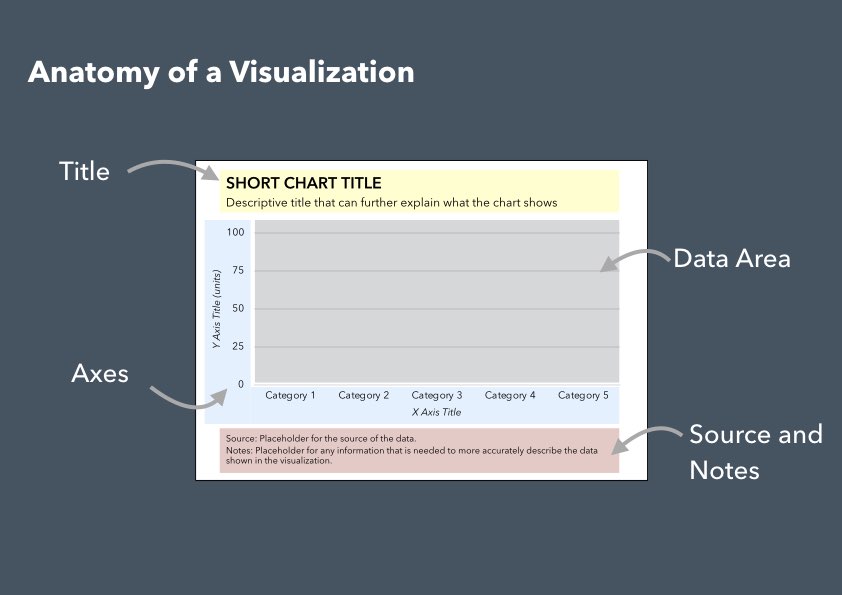 Anatomy of a Visualization
Title
SHORT CHART TITLE
Descriptive title that can further explain what the chart shows
Data Area
Y Axis Title (units)
100
75
50
25
0
Axes
Category 1 Category 2 Category 3 Category 4 Category 5
X Axis Title
Source: Placeholder for the source of the data.
Notes: Placeholder for any information that is needed to more accurately describe the data
shown in the visualization.
Source and
Notes